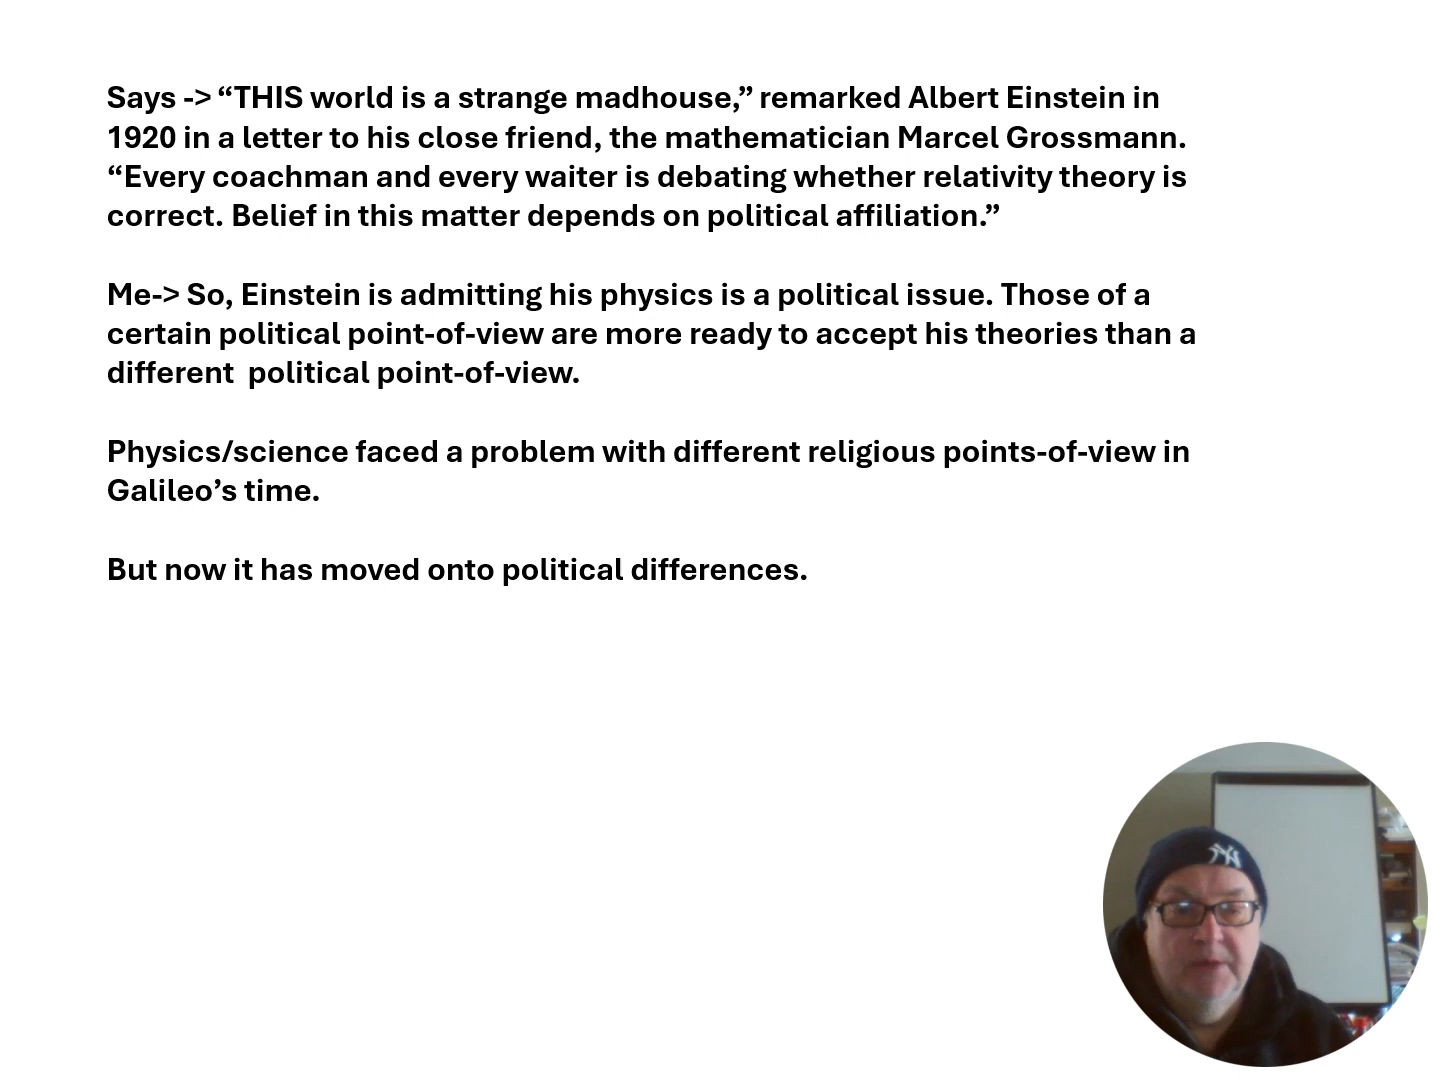 Says -> “THIS world is a strange madhouse,” remarked Albert Einstein in
1920 in a letter to his close friend, the mathematician Marcel Grossmann.
“Every coachman and every waiter is debating whether relativity theory is
correct. Belief in this matter depends on political affiliation.”
Me-> So, Einstein is admitting his physics is a political issue. Those of a
certain political point-of-view are more ready to accept his theories than a
different  political point-of-view.
Physics/science faced a problem with different religious points-of-view in
Galileo’s time.
But now it has moved onto political differences.
NY